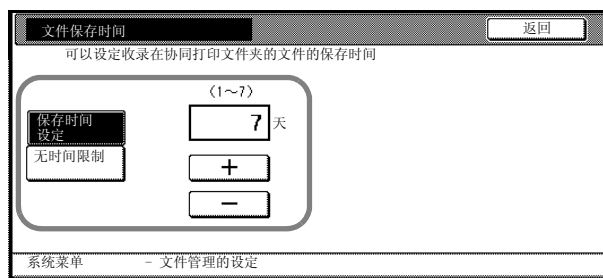 文件保存时间
返回
可以设定收录在协同打印文件夹的文件的保存时间
(1～7)
保存时间
设定
7天
无时间限制
+
-
系统菜单 - 文件管理的设定